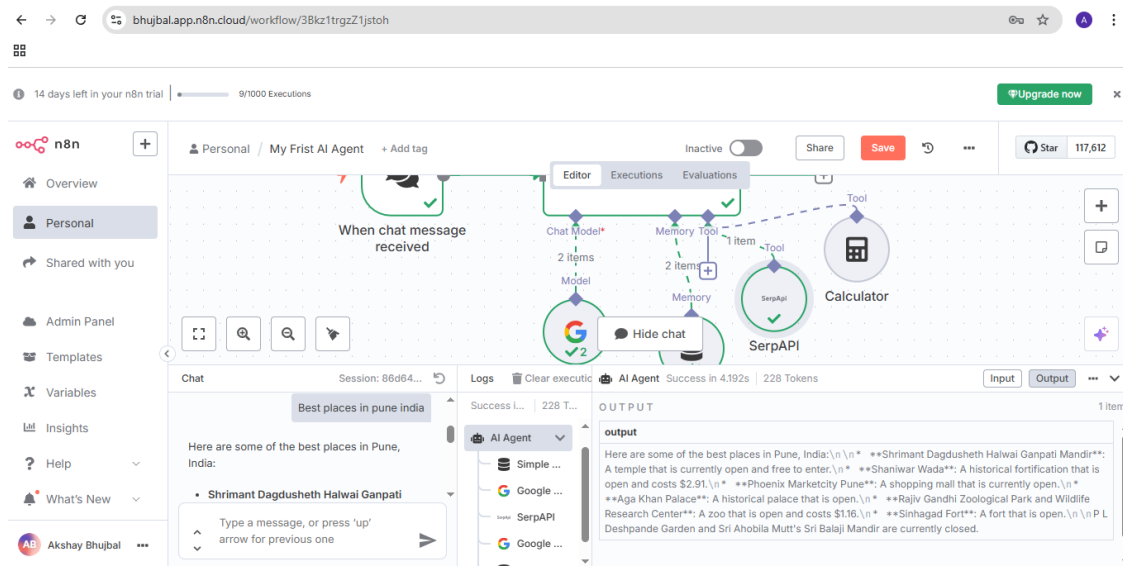 bhujbal.app.n8n.cloud/workflow/3Bkz1trgzZ1jstoh
A
14 days left in your n8n trial
9/1000 Executions
Upgrade now
n8n
Personal / My Frist AI Agent + Add tag
Inactive
Share
Save
Star 117,612
Overview
Personal
Shared with you
Admin Panel
Templates
Variables
Insights
Help
What's New
AB Akshay Bhujbal
Editor Executions Evaluations
When chat message
received
Chat Model*
Memory
Tool
Tool
2 items
2 items
1 item
Tool
Model
Memory
2
SerpApi
SerpAPI
Calculator
Hide chat
Chat
Session: 86d64...
Best places in pune india
Here are some of the best places in Pune,
India:
• Shrimant Dagdusheth Halwai Ganpati
Type a message, or press 'up'
arrow for previous one
Logs
Clear executic
Success i... 228 T...
AI Agent
Simple ...
Google ...
SerpAPI
Google ...
AI Agent Success in 4.192s 228 Tokens
Input Output
OUTPUT
1 item
output
Here are some of the best places in Pune, India:\n\n* **Shrimant Dagdusheth Halwai Ganpati Mandir**:
A temple that is currently open and free to enter.\n* **Shaniwar Wada**: A historical fortification that is
open and costs $2.91.\n* **Phoenix Marketcity Pune**: A shopping mall that is currently open.\n*
**Aga Khan Palace**: A historical palace that is open.\n* **Rajiv Gandhi Zoological Park and Wildlife
Research Center**: A zoo that is open and costs $1.16.\n* **Sinhagad Fort**: A fort that is open.\n\nP L
Deshpande Garden and Sri Ahobila Mutt's Sri Balaji Mandir are currently closed.